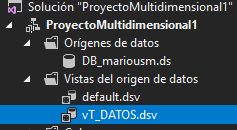 Solución "ProyectoMultidimensional1"
ProyectoMultidimensional1
Orígenes de datos
DB_mariousm.ds
Vistas del origen de datos
default.dsv
vT_DATOS.dsv